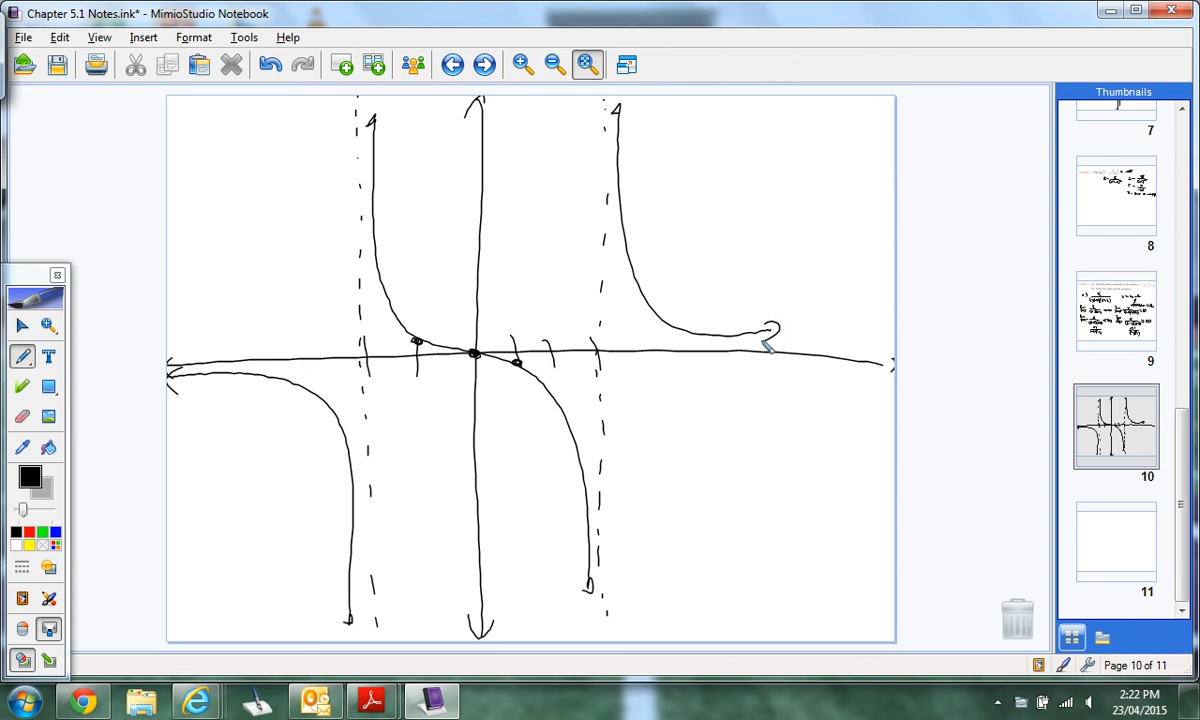 Chapter 5.1 Notes.ink* - MimioStudio Notebook
File Edit View Insert Format Tools Help
Thumbnails
7
8
9
10
11
Page 10 of 11
2:22 PM
23/04/2015